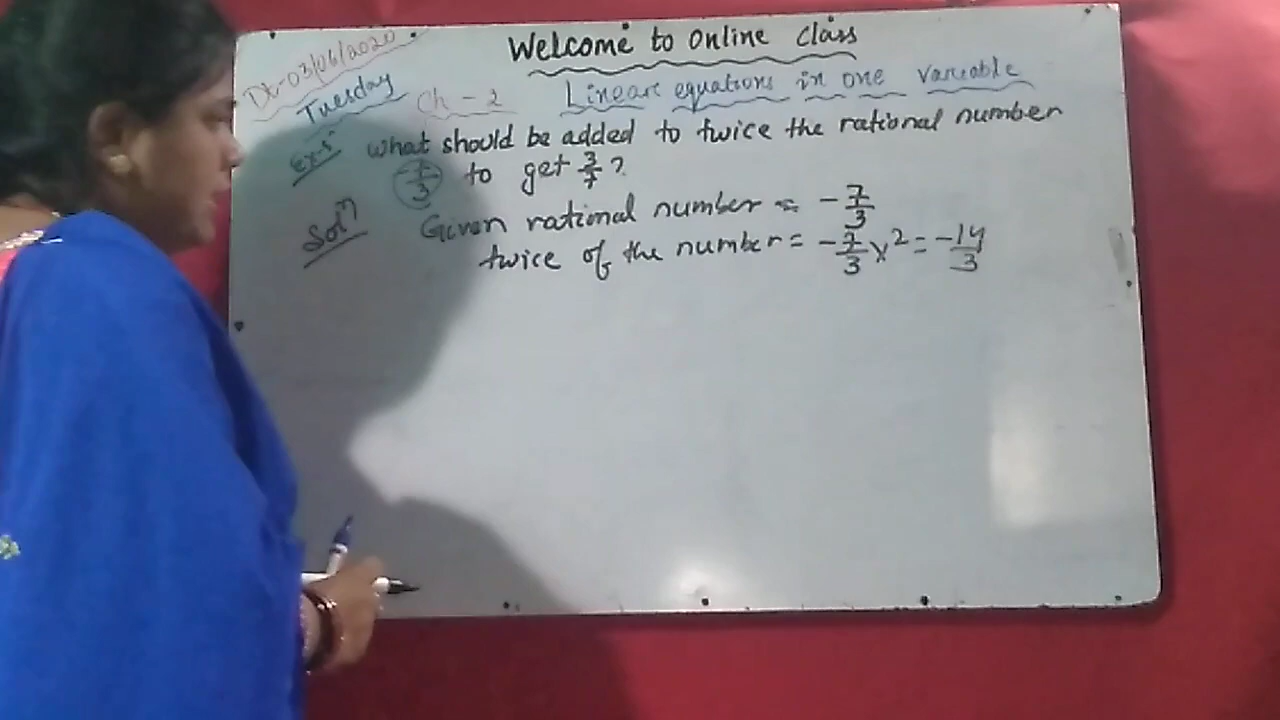 Welcome to Online Class
Dt-03/06/2020
Tuesday
Ch-2 Linear equations in one variable
Ex-5 What should be added to twice the rational number
-7/3 to get 3/7?
Solⁿ Given rational number = -7/3
twice of the number = -7/3 x 2 = -14/3